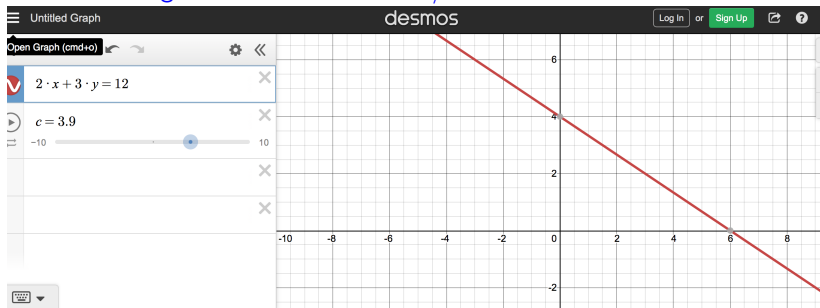 Untitled Graph
desmos
Log In or Sign Up
?
Open Graph (cmd+o)
2 · x + 3 · y = 12
c = 3.9
-10 10
6
4
2
-10 -8 -6 -4 -2 0 2 4 6 8
-2